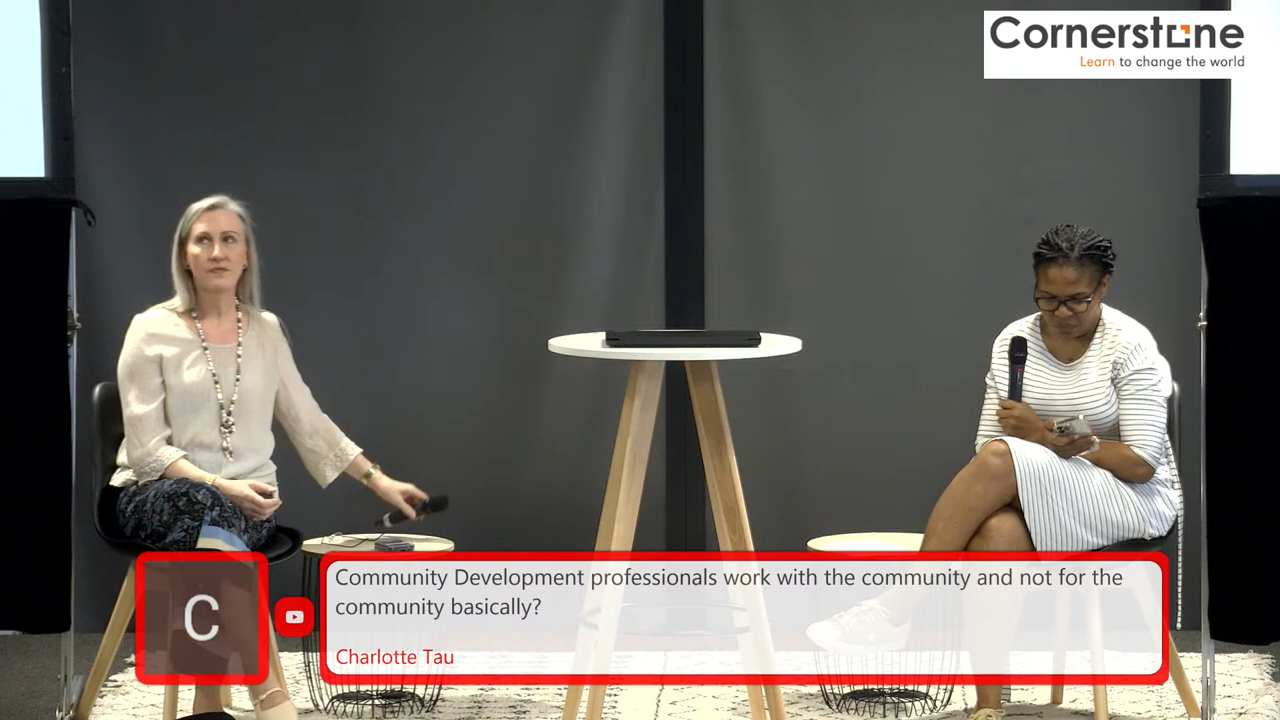 Cornerstone
Learn to change the world
C
Community Development professionals work with the community and not for the
community basically?
Charlotte Tau